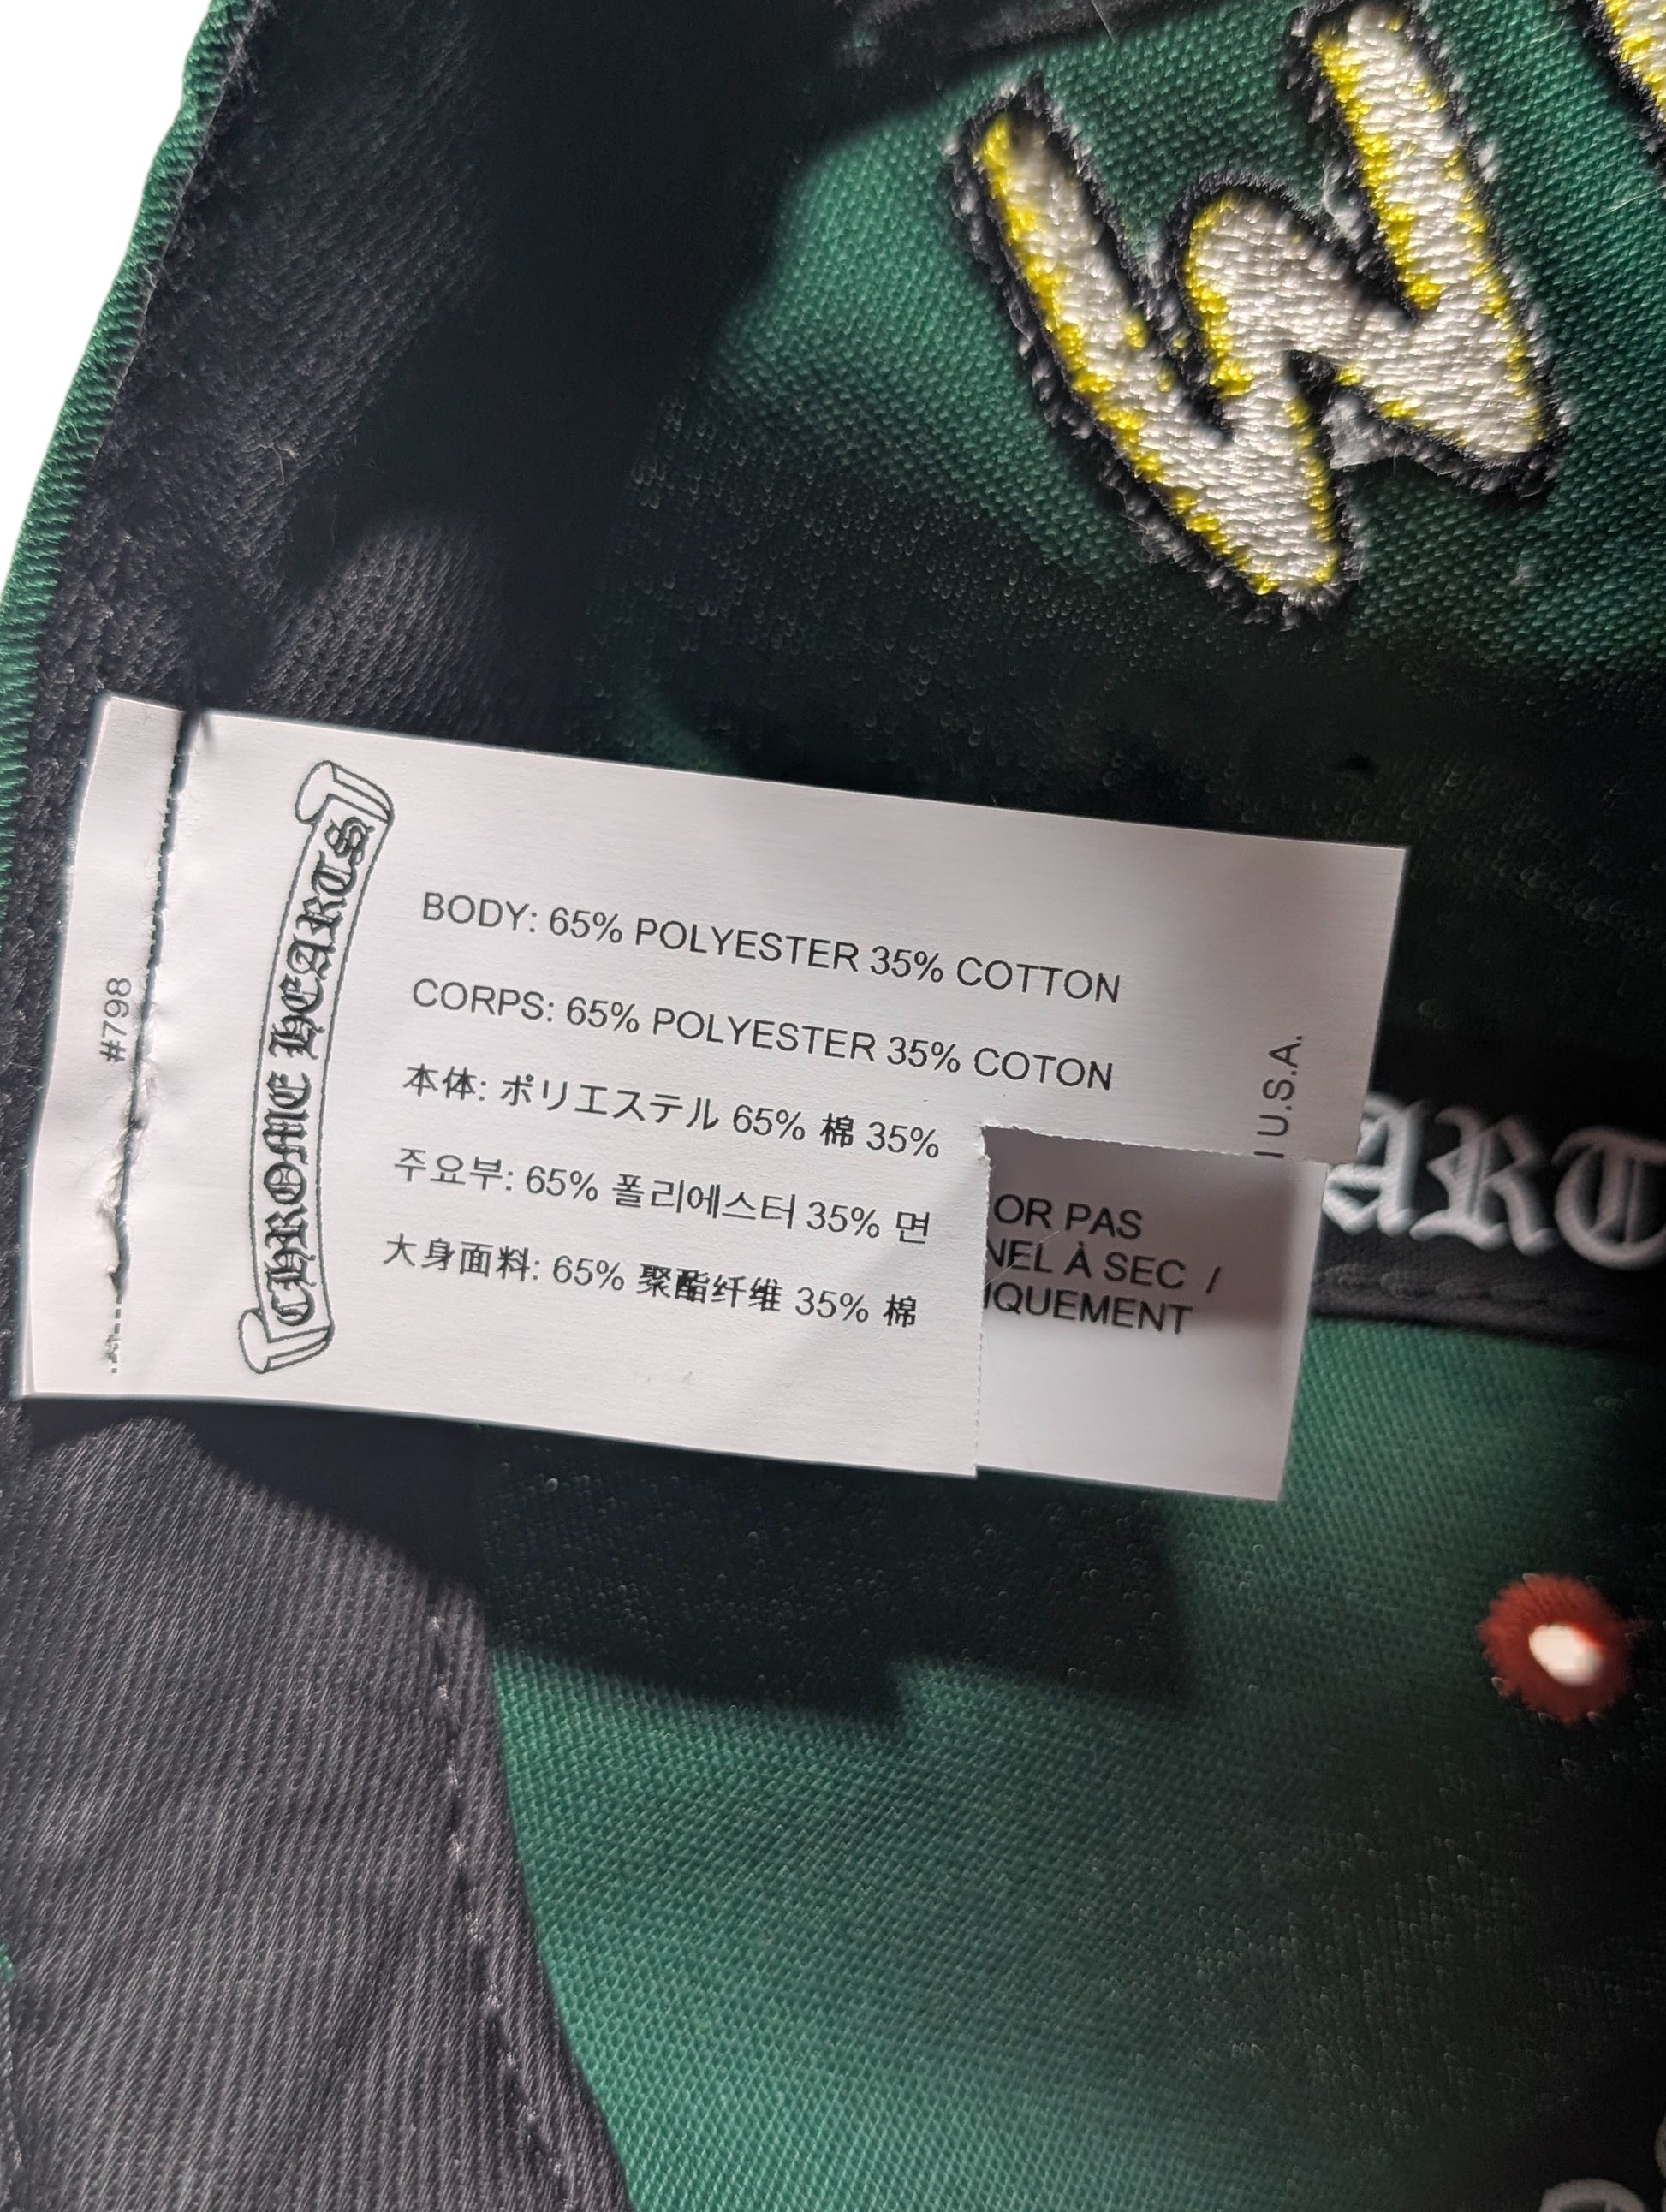 #798
CHROME HEARTS
BODY: 65% POLYESTER 35% COTTON
CORPS: 65% POLYESTER 35% COTON
本体: ポリエステル 65% 棉 35%
주요부: 65% 폴리에스터 35% 면
大身面料: 65% 聚酯纤维 35% 棉
U.S.A.
OR PAS
NEL À SEC /
IQUEMENT
ART